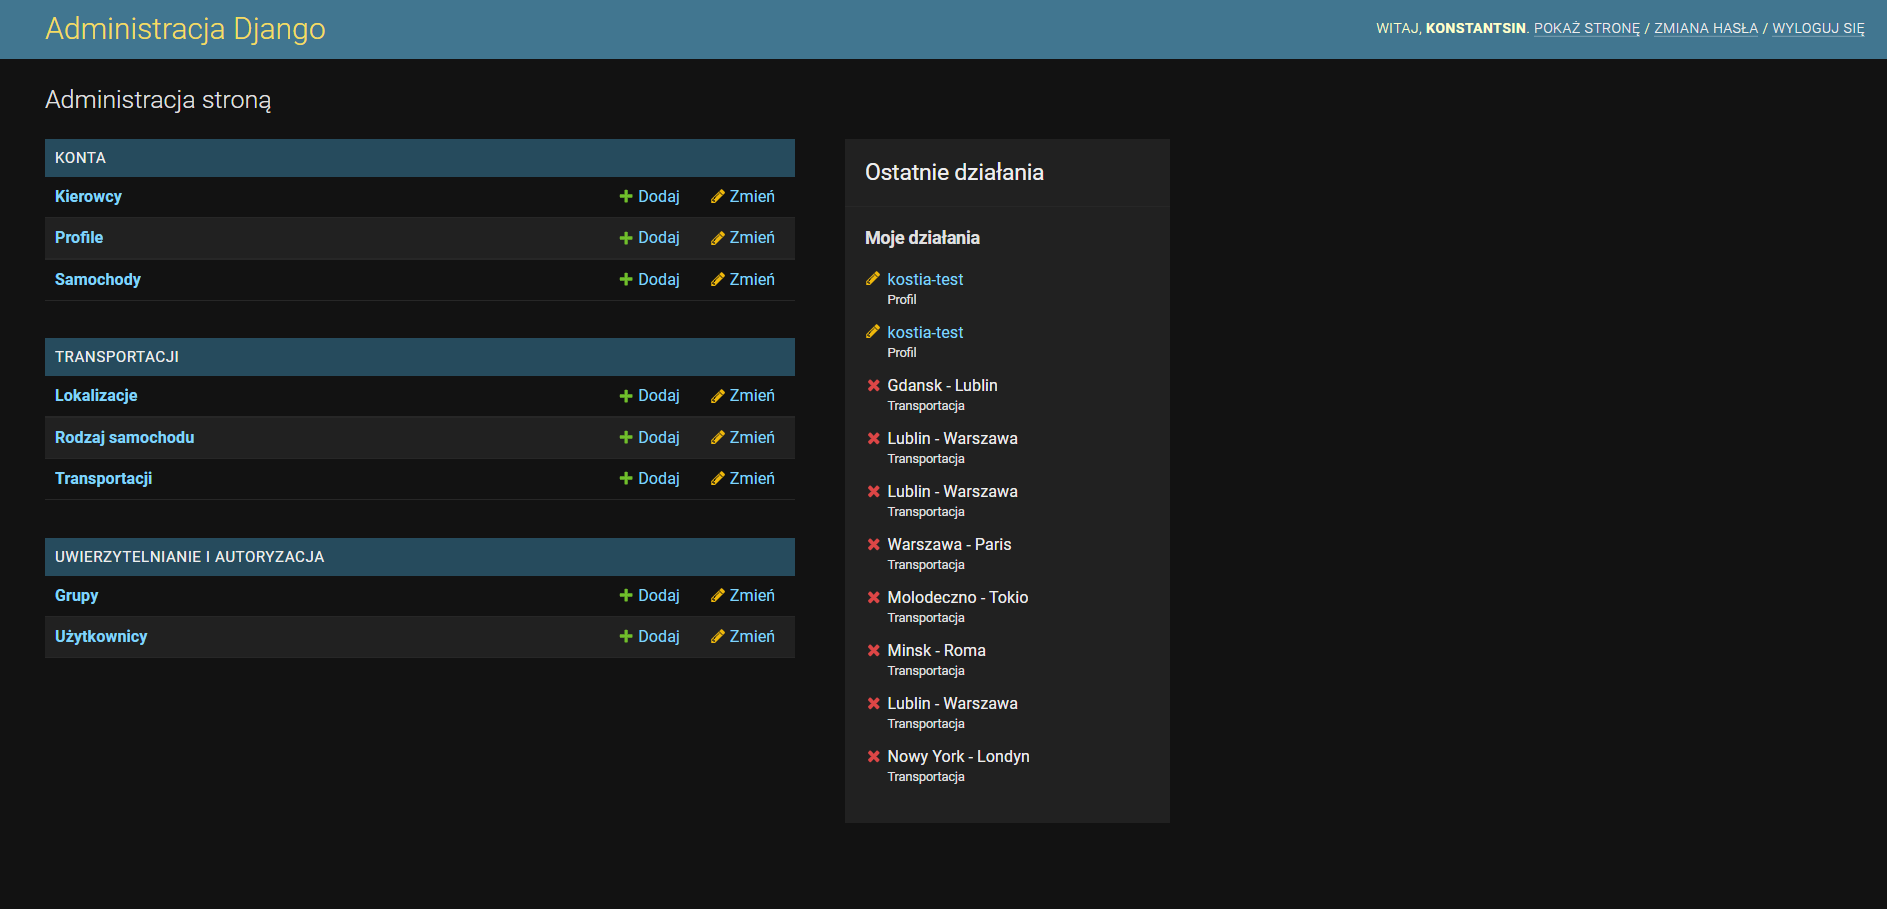 Administracja Django
WITAJ, KONSTANTSIN. POKAŻ STRONĘ / ZMIANA HASŁA / WYLOGUJ SIĘ
Administracja stroną
KONTA
Kierowcy Dodaj Zmień
Profile Dodaj Zmień
Samochody Dodaj Zmień
TRANSPORTACJI
Lokalizacje Dodaj Zmień
Rodzaj samochodu Dodaj Zmień
Transportacji Dodaj Zmień
UWIERZYTELNIANIE I AUTORYZACJA
Grupy Dodaj Zmień
Użytkownicy Dodaj Zmień
Ostatnie działania
Moje działania
kostia-test
Profil
kostia-test
Profil
Gdansk - Lublin
Transportacja
Lublin - Warszawa
Transportacja
Lublin - Warszawa
Transportacja
Warszawa - Paris
Transportacja
Molodeczno - Tokio
Transportacja
Minsk - Roma
Transportacja
Lublin - Warszawa
Transportacja
Nowy York - Londyn
Transportacja